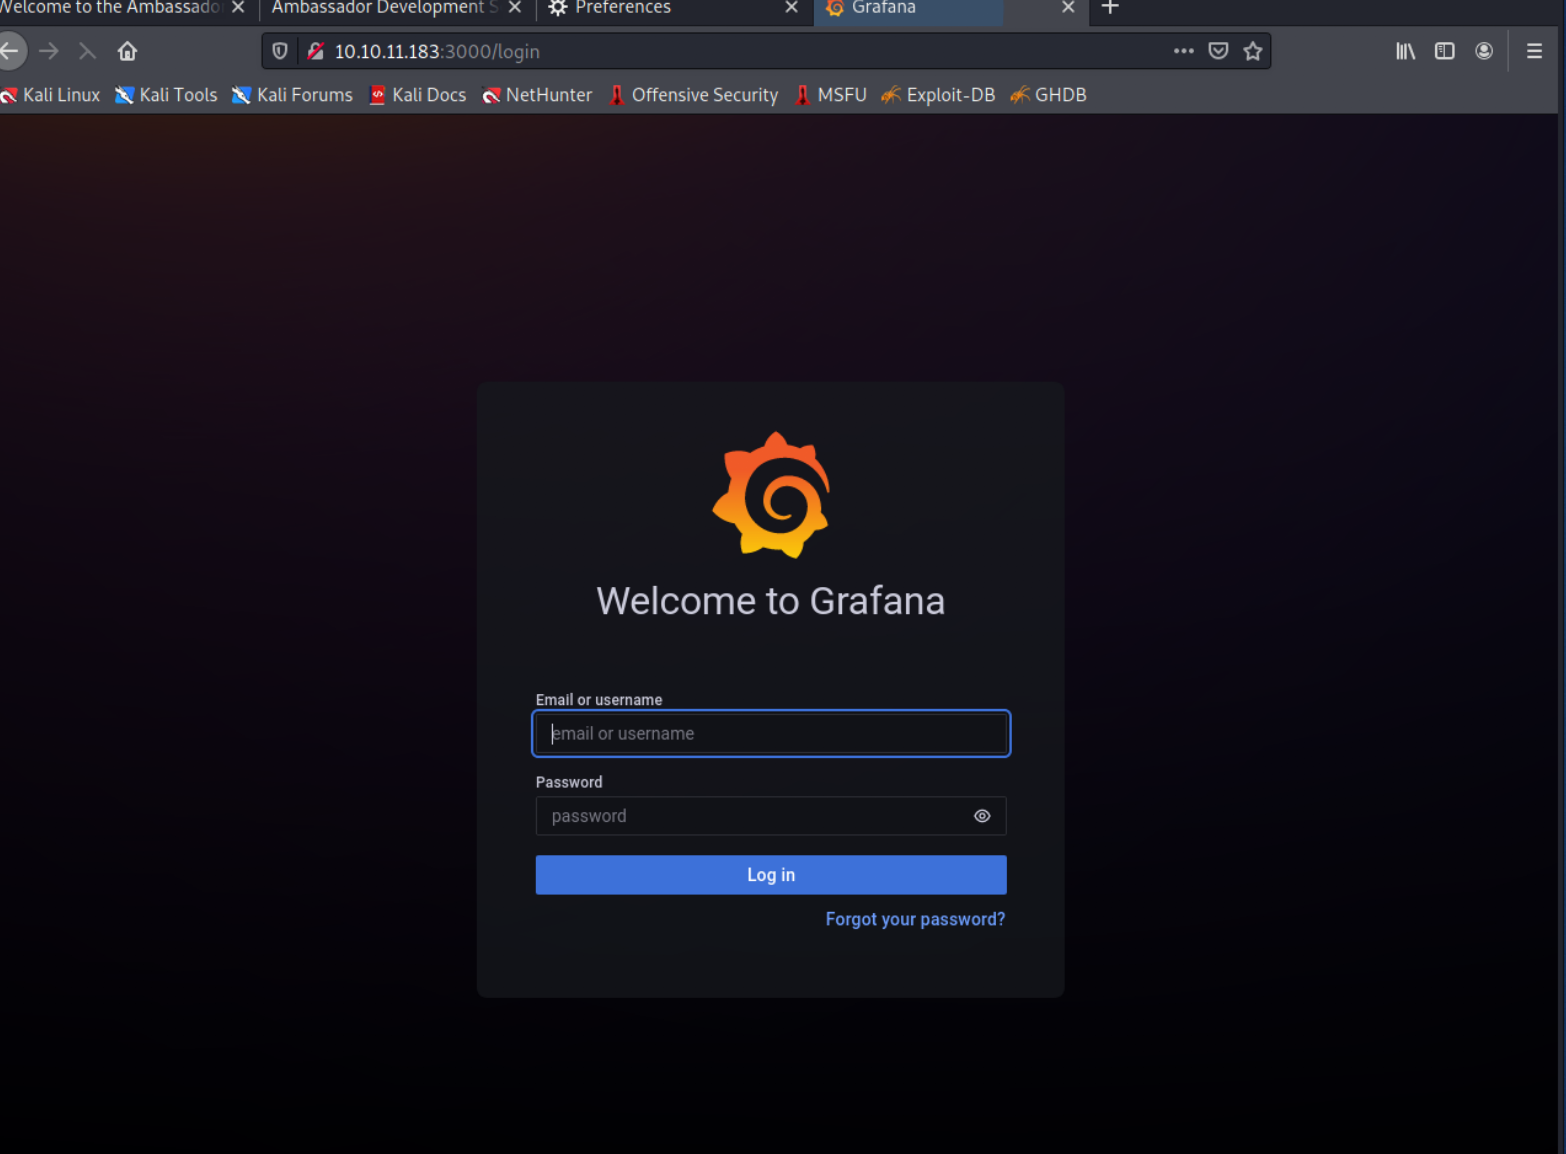 Welcome to the Ambassador
Ambassador Development S
Preferences
Grafana
10.10.11.183:3000/login
Kali Linux Kali Tools Kali Forums Kali Docs NetHunter Offensive Security MSFU Exploit-DB GHDB
Welcome to Grafana
Email or username
email or username
Password
password
Log in
Forgot your password?